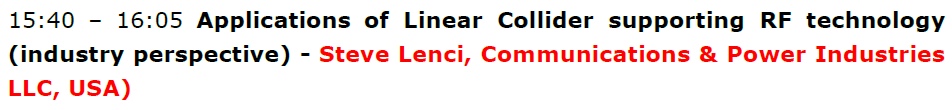 15:40 – 16:05 Applications of Linear Collider supporting RF technology
(industry perspective) - Steve Lenci, Communications & Power Industries
LLC, USA)